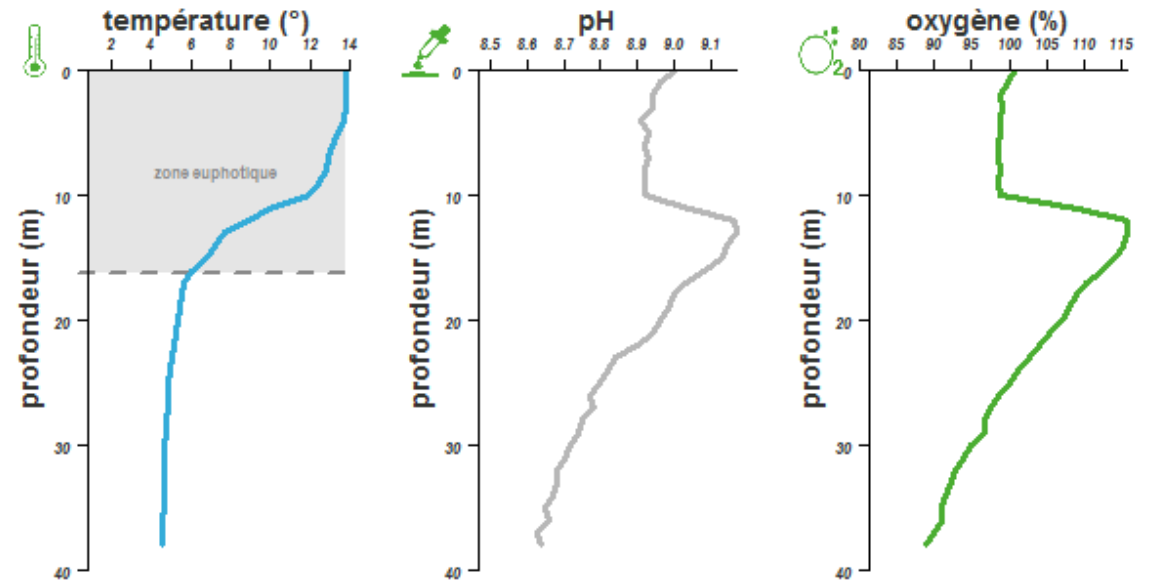 température (°)
2 4 6 8 10 12 14
0
10
20
30
40
profondeur (m)
zone euphotique
pH
8.5 8.6 8.7 8.8 8.9 9.0 9.1
0
10
20
30
40
profondeur (m)
oxygène (%)
2
80 85 90 95 100 105 110 115
0
10
20
30
40
profondeur (m)